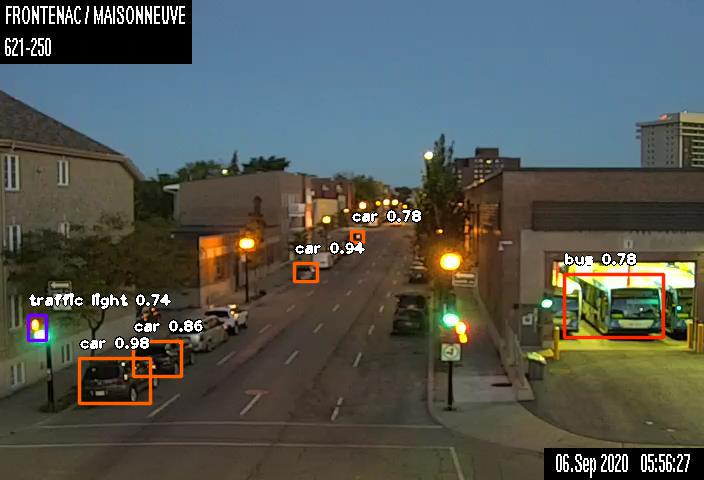 FRONTENAC / MAISONNEUVE
621-250
car 0.78
car 0.94
bus 0.78
traffic light 0.74
car 0.86
car 0.98
06.Sep 2020 05:56:27